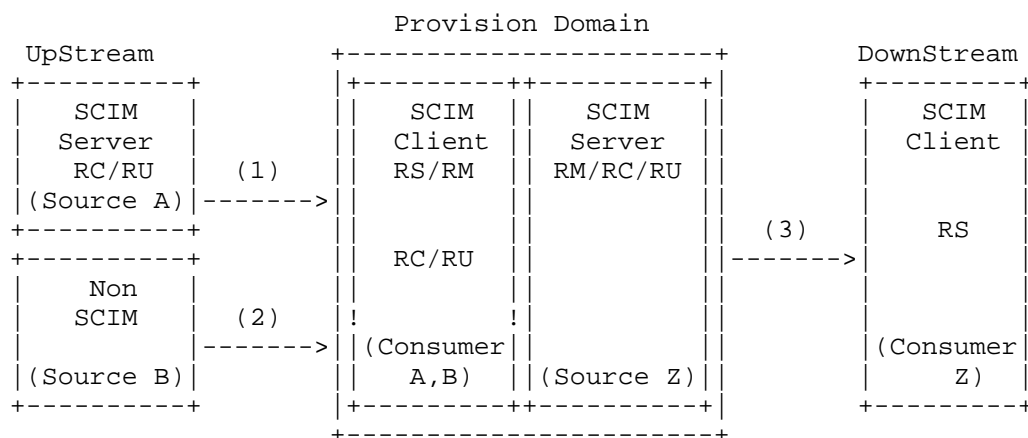 Provision Domain
 UpStream                  +-----------------------+         DownStream
+----------+               |+---------++----------+|         +---------+
|   SCIM   |               ||  SCIM   ||   SCIM   ||         |   SCIM  |
|  Server  |               ||  Client ||  Server  ||         |  Client |
|   RC/RU  |  (1)          ||  RS/RM  || RM/RC/RU ||         |         |
|(Source A)|------->       ||         ||          ||         |         |
+----------+               ||         ||          ||   (3)   |    RS   |
+----------+               ||  RC/RU  ||          ||-------> |         |
|    Non   |               ||         ||          ||         |         |
|   SCIM   |  (2)          |!         !|          ||         |         |
|          |------->       ||(Consumer||          ||         |(Consumer|
|(Source B)|               ||   A,B)  ||(Source Z)||         |     Z)  |
+----------+               |+---------++----------+|         +---------+
                           +-----------------------+